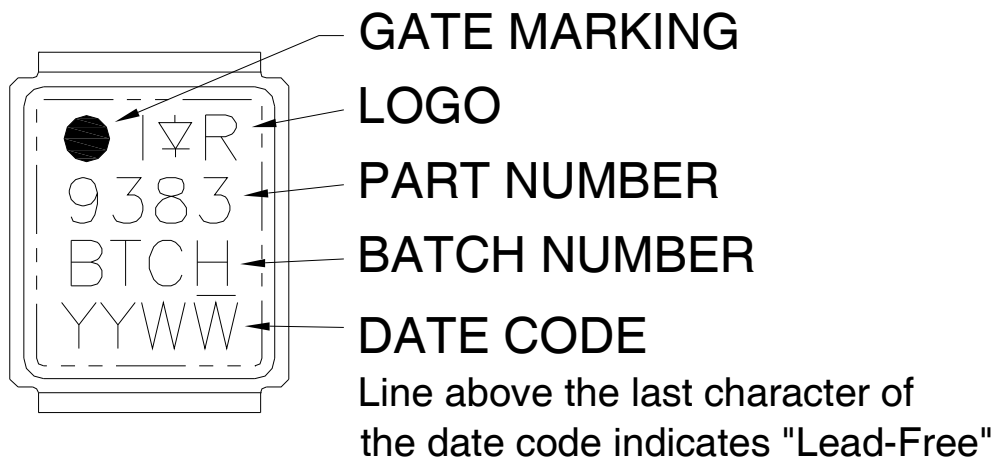 GATE MARKING
I R
LOGO
9383
PART NUMBER
BTCH
BATCH NUMBER
YYWW̅
DATE CODE
Line above the last character of
the date code indicates "Lead-Free"